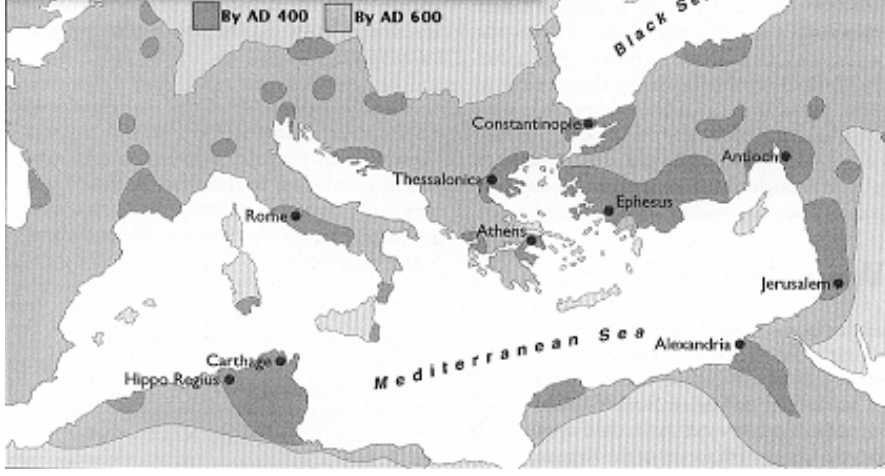 By AD 400 By AD 600
Black Sea
Constantinople
Antioch
Thessalonica
Ephesus
Rome
Athens
Jerusalem
Mediterranean Sea
Alexandria
Carthage
Hippo Regius